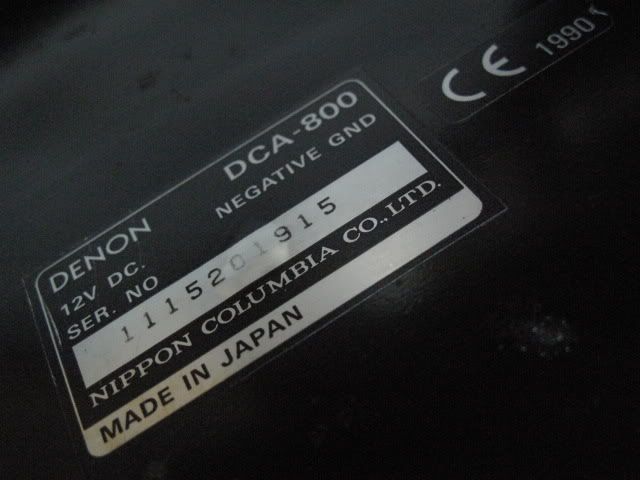 DENON DCA-800
12V DC. NEGATIVE GND
SER. NO
1115201915
NIPPON COLUMBIA CO.,LTD.
MADE IN JAPAN
CE 1990